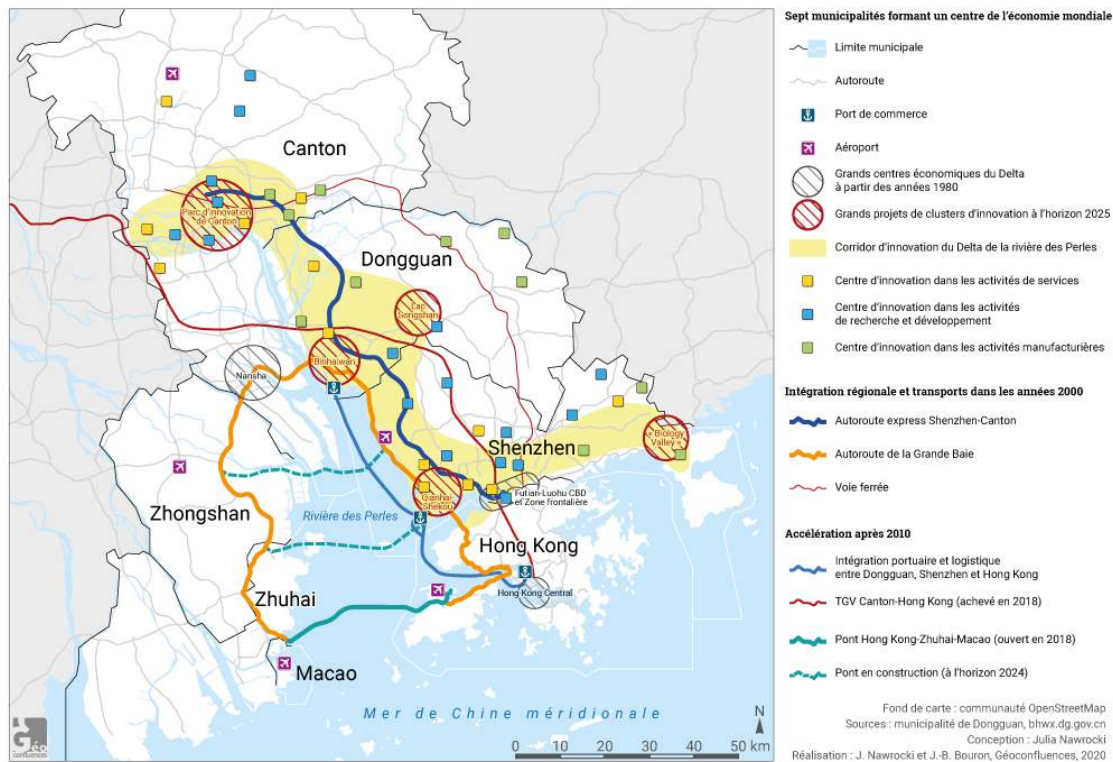 Canton
Parc d'innovation
de Canton
Dongguan
Lac
Songshan
Binhaiwan
Nansha
« Biology
Valley »
Shenzhen
Futian-Luohu CBD
et Zone frontalière
Qianhai
Shekou
Zhongshan
Rivière des Perles
Hong Kong
Hong Kong Central
Zhuhai
Macao
Mer de Chine méridionale
N
0 10 20 30 40 50 km
Géo
CONFLUENCES
Sept municipalités formant un centre de l'économie mondiale
Limite municipale
Autoroute
Port de commerce
Aéroport
Grands centres économiques du Delta
à partir des années 1980
Grands projets de clusters d'innovation à l'horizon 2025
Corridor d'innovation du Delta de la rivière des Perles
Centre d'innovation dans les activités de services
Centre d'innovation dans les activités
de recherche et développement
Centre d'innovation dans les activités manufacturières
Intégration régionale et transports dans les années 2000
Autoroute express Shenzhen-Canton
Autoroute de la Grande Baie
Voie ferrée
Accélération après 2010
Intégration portuaire et logistique
entre Dongguan, Shenzhen et Hong Kong
TGV Canton-Hong Kong (achevé en 2018)
Pont Hong Kong-Zhuhai-Macao (ouvert en 2018)
Pont en construction (à l'horizon 2024)
Fond de carte : communauté OpenStreetMap
Sources : municipalité de Dongguan, bhwx.dg.gov.cn
Conception : Julia Nawrocki
Réalisation : J. Nawrocki et J.-B. Bouron, Géoconfluences, 2020